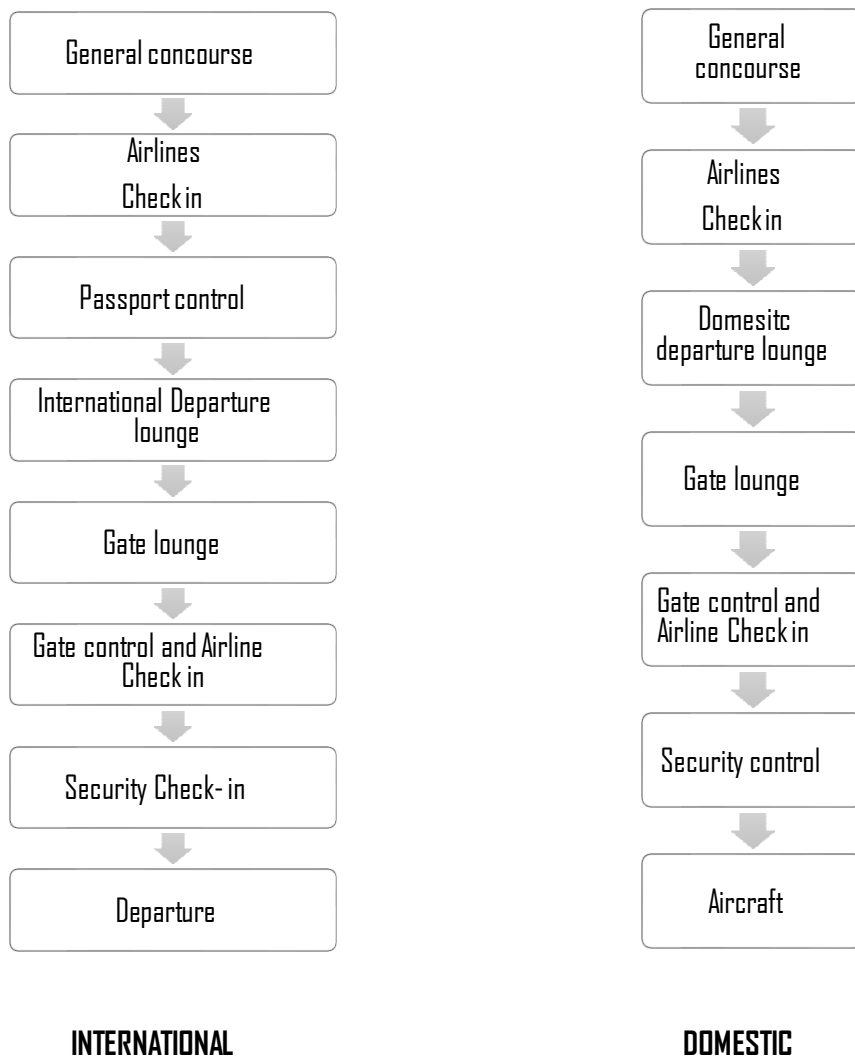 General concourse
Airlines
Check in
Passport control
International Departure
lounge
Gate lounge
Gate control and Airline
Check in
Security Check- in
Departure
INTERNATIONAL
General
concourse
Airlines
Check in
Domesitc
departure lounge
Gate lounge
Gate control and
Airline Check in
Security control
Aircraft
DOMESTIC